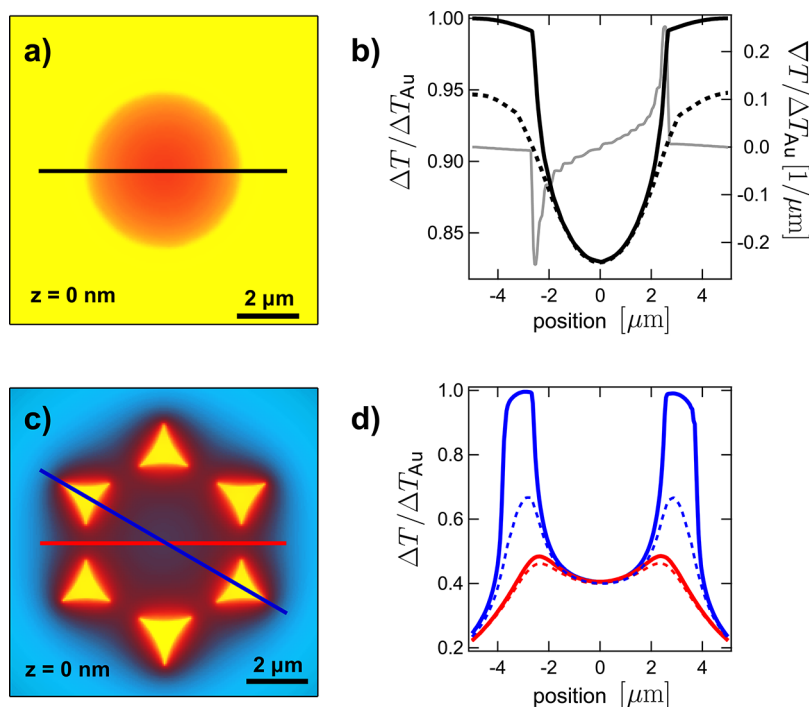 a)
z = 0 nm
2 µm
b)
1.00
0.95
0.90
0.85
ΔT/ΔT_Au
0.2
0.1
0.0
-0.1
-0.2
∇T/ΔT_Au [1/µm]
-4 -2 0 2 4
position [µm]
c)
z = 0 nm
2 µm
d)
1.0
0.8
0.6
0.4
0.2
ΔT/ΔT_Au
-4 -2 0 2 4
position [µm]